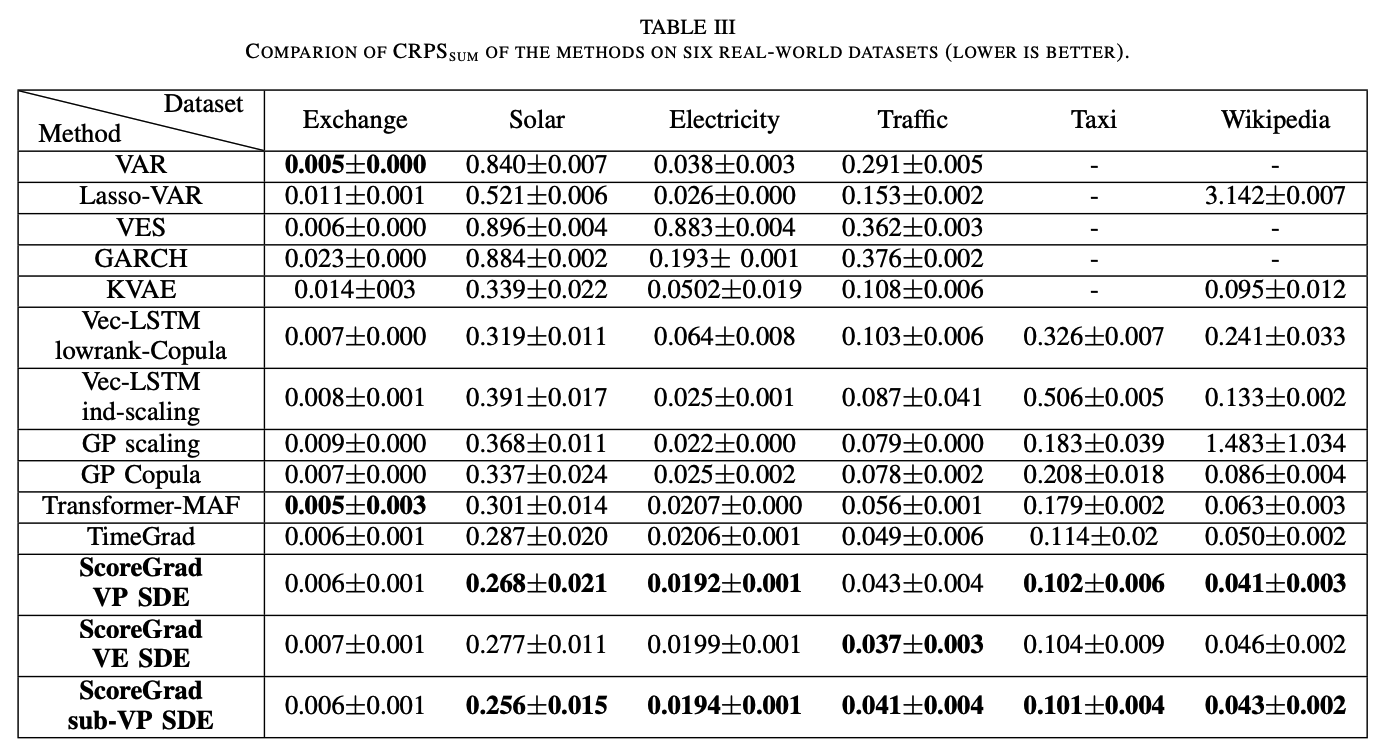 TABLE III
COMPARION OF CRPSSUM OF THE METHODS ON SIX REAL-WORLD DATASETS (LOWER IS BETTER).
Dataset
Method
Exchange Solar Electricity Traffic Taxi Wikipedia
VAR 0.005±0.000 0.840±0.007 0.038±0.003 0.291±0.005 - -
Lasso-VAR 0.011±0.001 0.521±0.006 0.026±0.000 0.153±0.002 - 3.142±0.007
VES 0.006±0.000 0.896±0.004 0.883±0.004 0.362±0.003 - -
GARCH 0.023±0.000 0.884±0.002 0.193± 0.001 0.376±0.002 - -
KVAE 0.014±003 0.339±0.022 0.0502±0.019 0.108±0.006 - 0.095±0.012
Vec-LSTM
lowrank-Copula 0.007±0.000 0.319±0.011 0.064±0.008 0.103±0.006 0.326±0.007 0.241±0.033
Vec-LSTM
ind-scaling 0.008±0.001 0.391±0.017 0.025±0.001 0.087±0.041 0.506±0.005 0.133±0.002
GP scaling 0.009±0.000 0.368±0.011 0.022±0.000 0.079±0.000 0.183±0.039 1.483±1.034
GP Copula 0.007±0.000 0.337±0.024 0.025±0.002 0.078±0.002 0.208±0.018 0.086±0.004
Transformer-MAF 0.005±0.003 0.301±0.014 0.0207±0.000 0.056±0.001 0.179±0.002 0.063±0.003
TimeGrad 0.006±0.001 0.287±0.020 0.0206±0.001 0.049±0.006 0.114±0.02 0.050±0.002
ScoreGrad
VP SDE 0.006±0.001 0.268±0.021 0.0192±0.001 0.043±0.004 0.102±0.006 0.041±0.003
ScoreGrad
VE SDE 0.007±0.001 0.277±0.011 0.0199±0.001 0.037±0.003 0.104±0.009 0.046±0.002
ScoreGrad
sub-VP SDE 0.006±0.001 0.256±0.015 0.0194±0.001 0.041±0.004 0.101±0.004 0.043±0.002